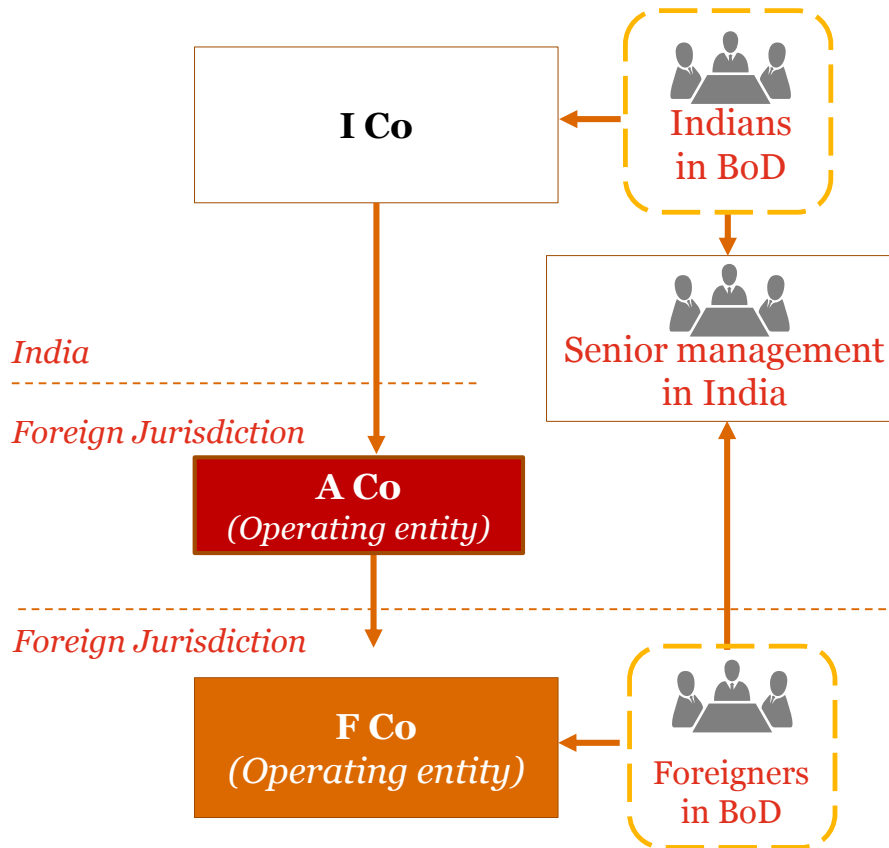 I Co
Indians
in BoD
Senior management
in India
India
Foreign Jurisdiction
A Co
(Operating entity)
Foreign Jurisdiction
F Co
(Operating entity)
Foreigners
in BoD